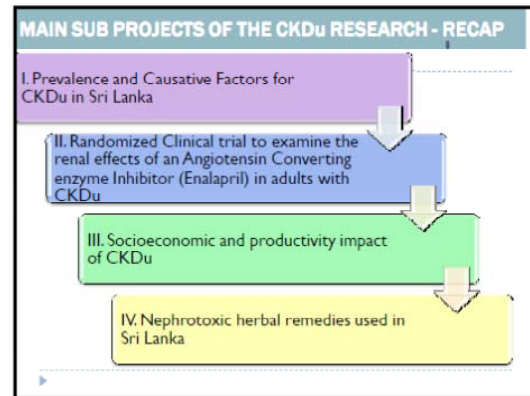 MAIN SUB PROJECTS OF THE CKDu RESEARCH - RECAP
I. Prevalence and Causative Factors for
CKDu in Sri Lanka
II. Randomized Clinical trial to examine the
renal effects of an Angiotensin Converting
enzyme Inhibitor (Enalapril) in adults with
CKDu
III. Socioeconomic and productivity impact
of CKDu
IV. Nephrotoxic herbal remedies used in
Sri Lanka